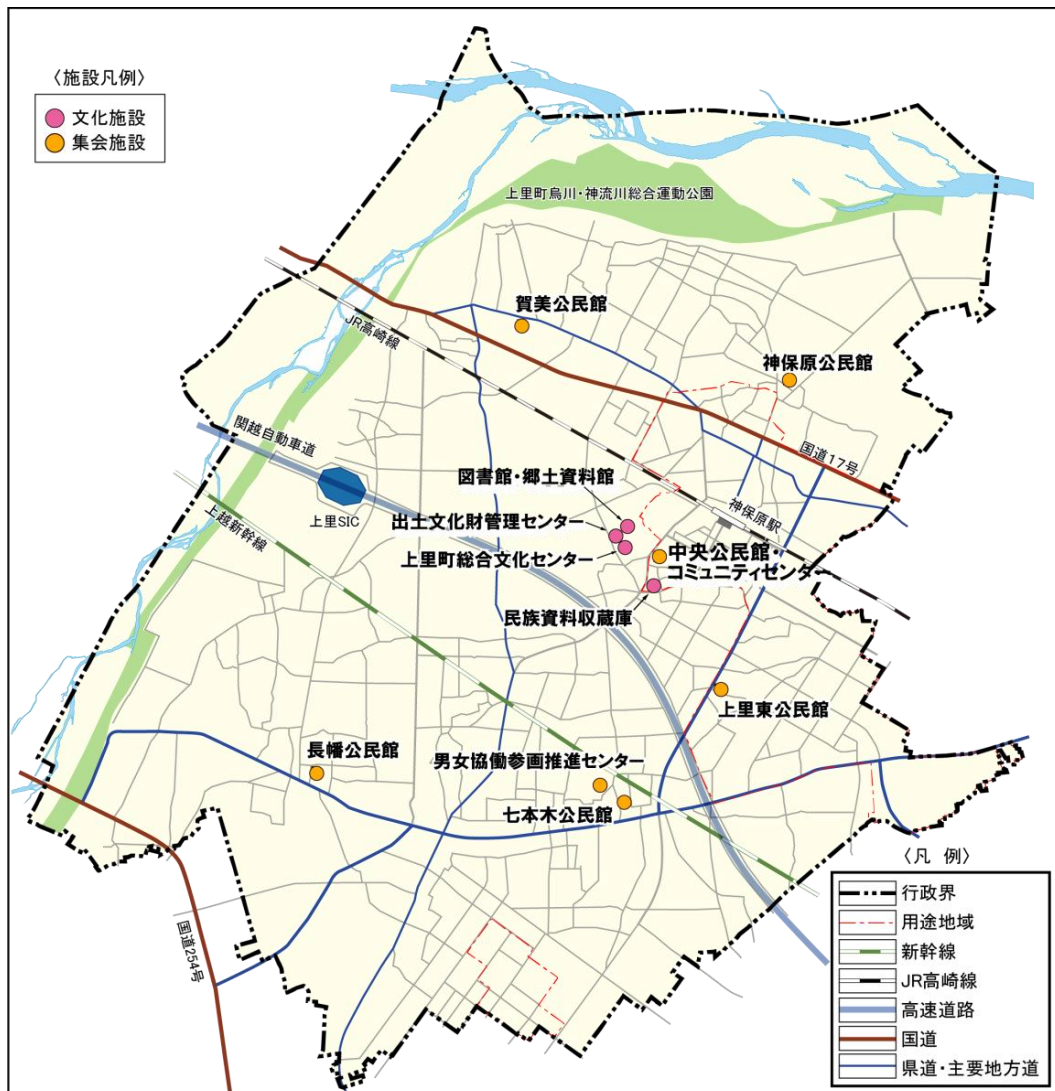 〈施設凡例〉
文化施設
集会施設
上里町烏川・神流川総合運動公園
賀美公民館
JR高崎線
神保原公民館
関越自動車道
国道17号
図書館・郷土資料館
上里SIC
上越新幹線
出土文化財管理センター
神保原駅
上里町総合文化センター
中央公民館・
コミュニティセンター
民族資料収蔵庫
上里東公民館
長幡公民館
男女協働参画推進センター
七本木公民館
国道254号
〈凡 例〉
行政界
用途地域
新幹線
JR高崎線
高速道路
国道
県道・主要地方道